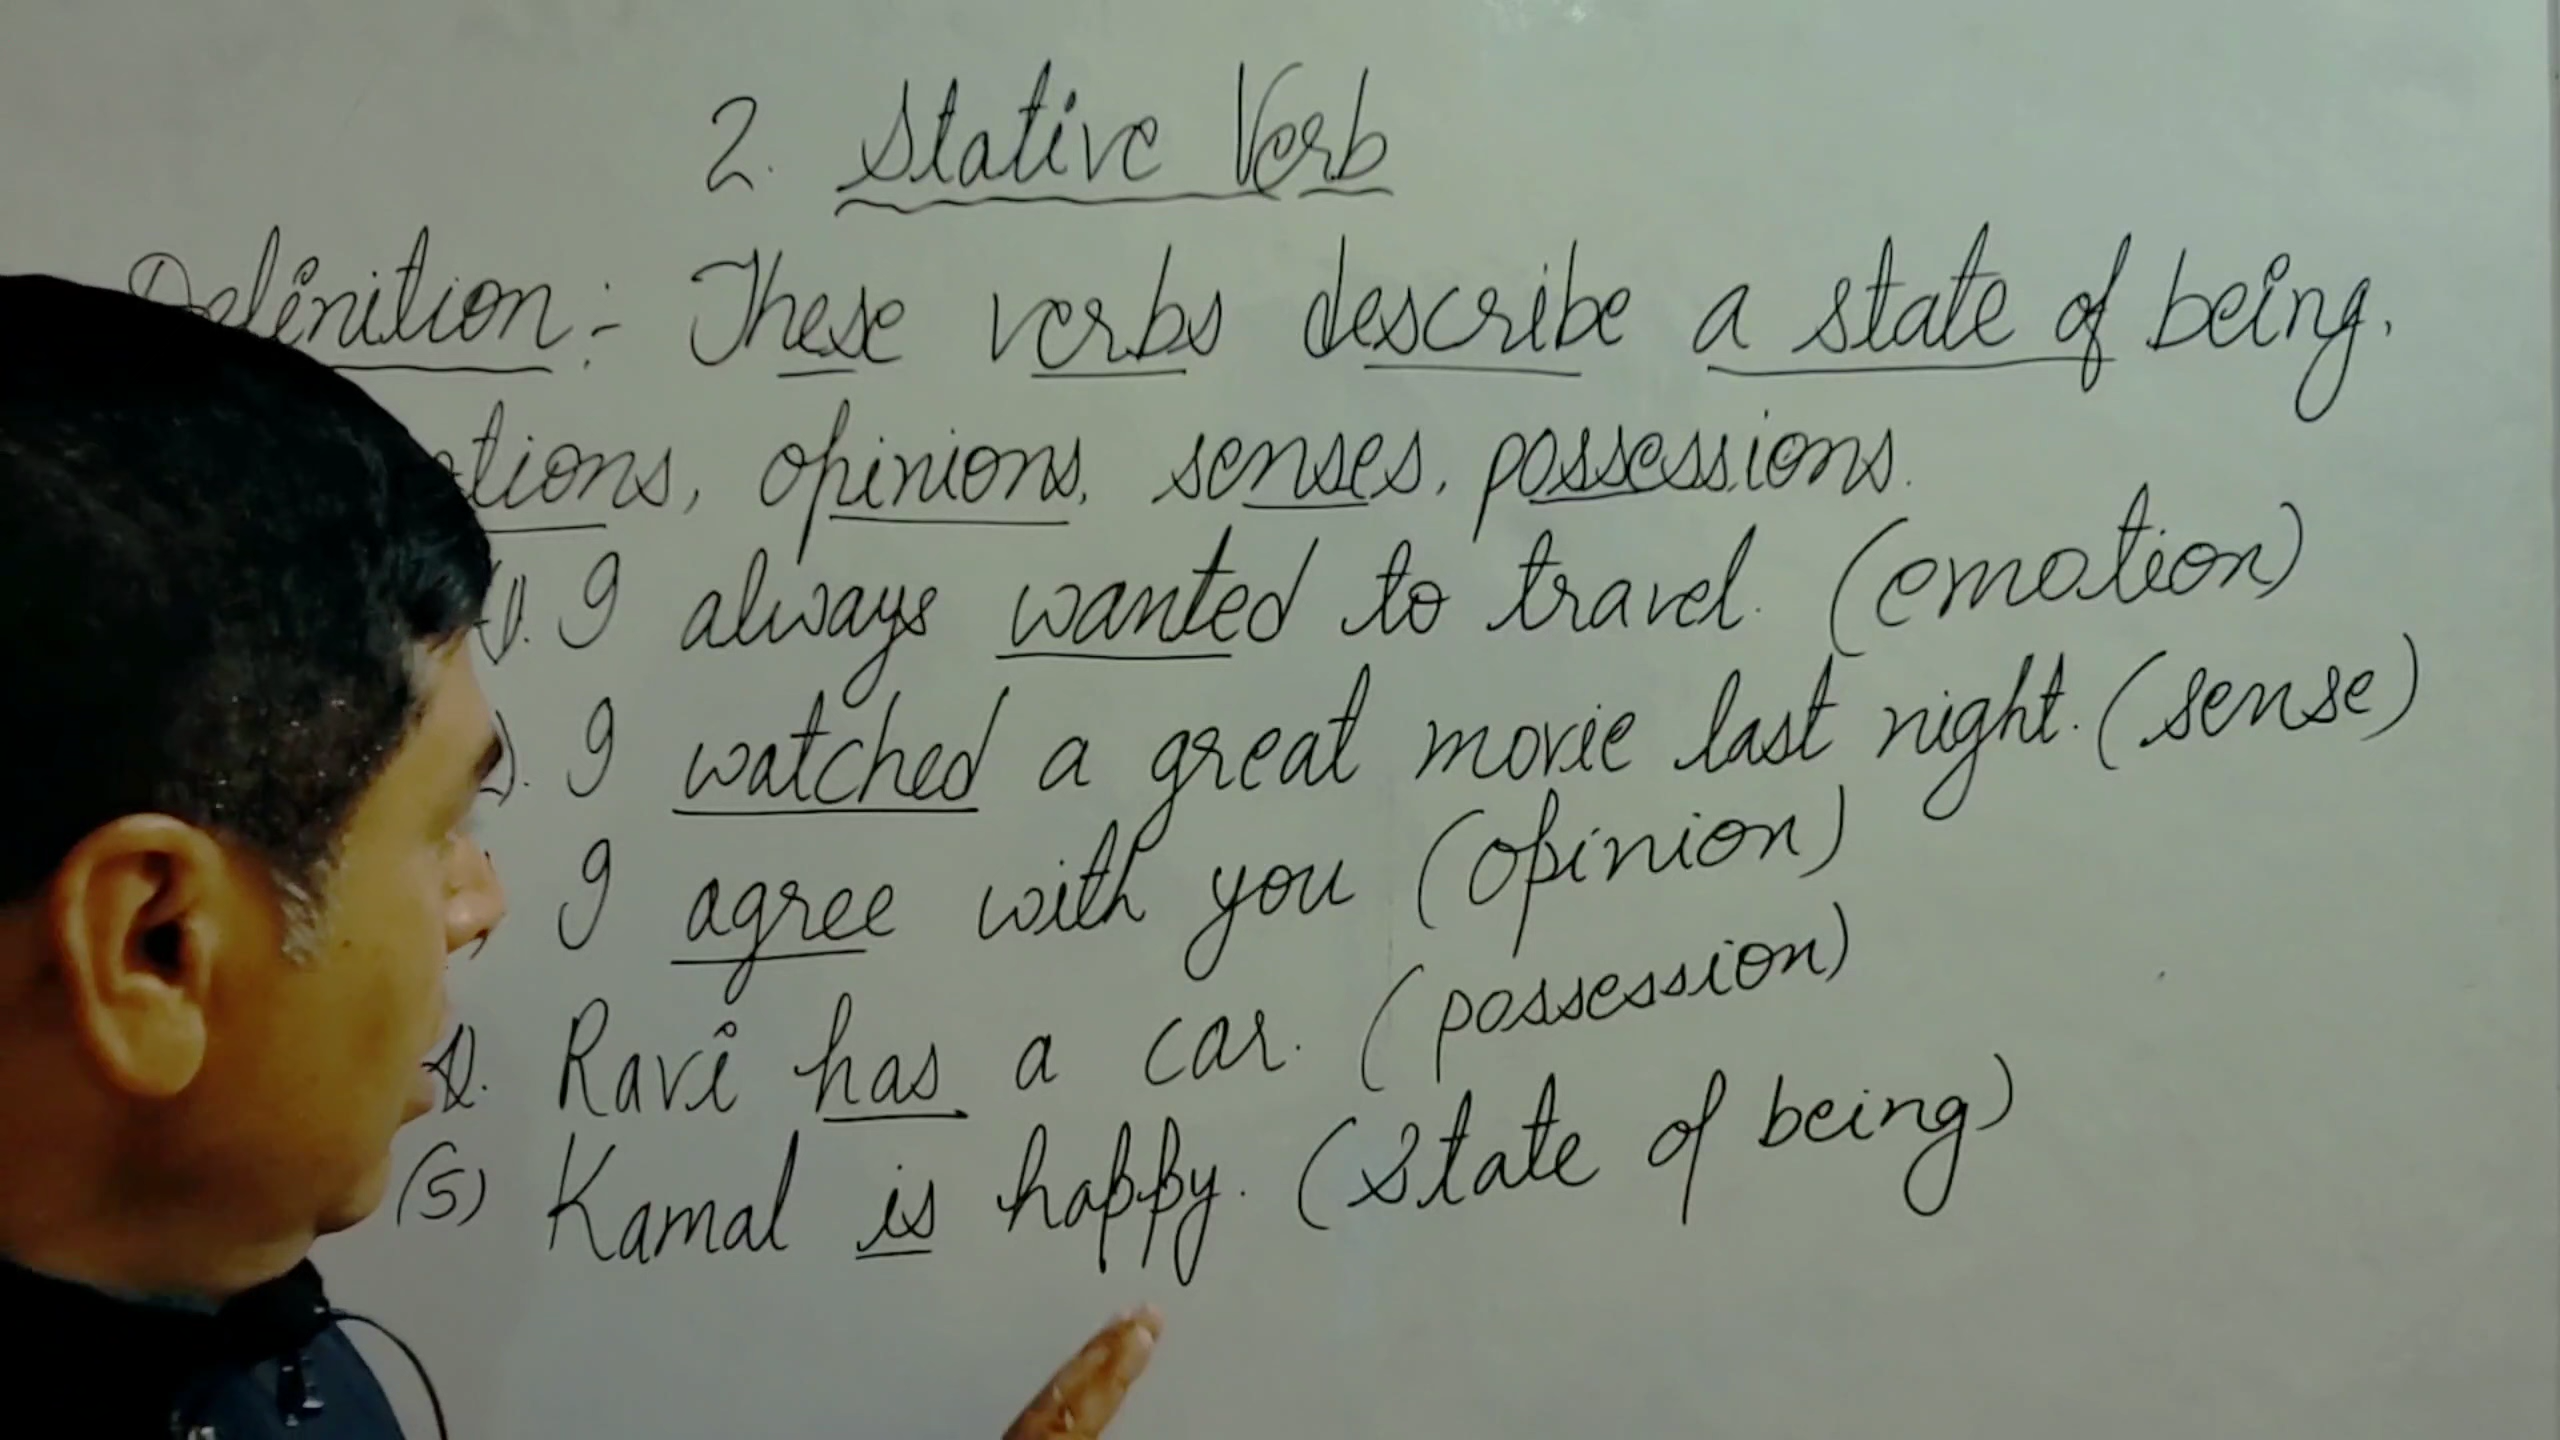 2. Stative Verb
Definition:- These verbs describe a state of being,
opinions, senses, possessions.
1). I always wanted to travel. (emotion)
2). I watched a great movie last night. (sense)
I agree with you (opinion)
Ravi has a car. (possession)
(5) Kamal is happy. (State of being)